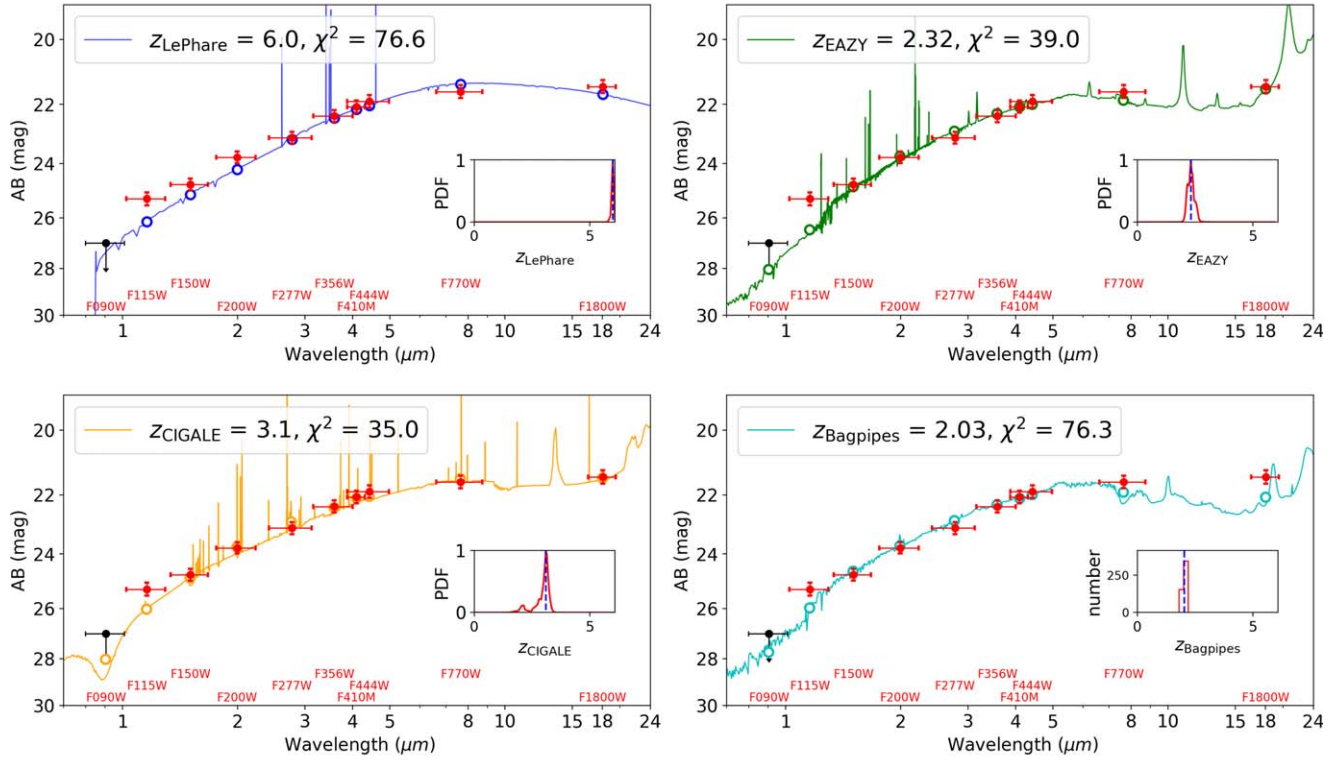 z_LePhare = 6.0, χ² = 76.6
20
22
24
26
28
30
AB (mag)
1
PDF
0
0 5
z_LePhare
F356W F770W
F150W
F444W
F115W F277W
F090W F200W F410M F1800W
1 2 3 4 5 8 10 15 18 24
Wavelength (μm)
z_EAZY = 2.32, χ² = 39.0
20
22
24
26
28
30
AB (mag)
1
PDF
0
0 5
z_EAZY
F150W F356W F770W
F115W F277W F444W
F090W F200W F410M F1800W
1 2 3 4 5 8 10 15 18 24
Wavelength (μm)
z_CIGALE = 3.1, χ² = 35.0
20
22
24
26
28
30
AB (mag)
1
PDF
0
0 5
z_CIGALE
F150W F356W F770W
F115W F277W F444W
F090W F200W F410M F1800W
1 2 3 4 5 8 10 15 18 24
Wavelength (μm)
z_Bagpipes = 2.03, χ² = 76.3
20
22
24
26
28
30
AB (mag)
number
250
0
0 5
z_Bagpipes
F150W F356W F770W
F115W F277W F444W
F090W F200W F410M F1800W
1 2 3 4 5 8 10 15 18 24
Wavelength (μm)